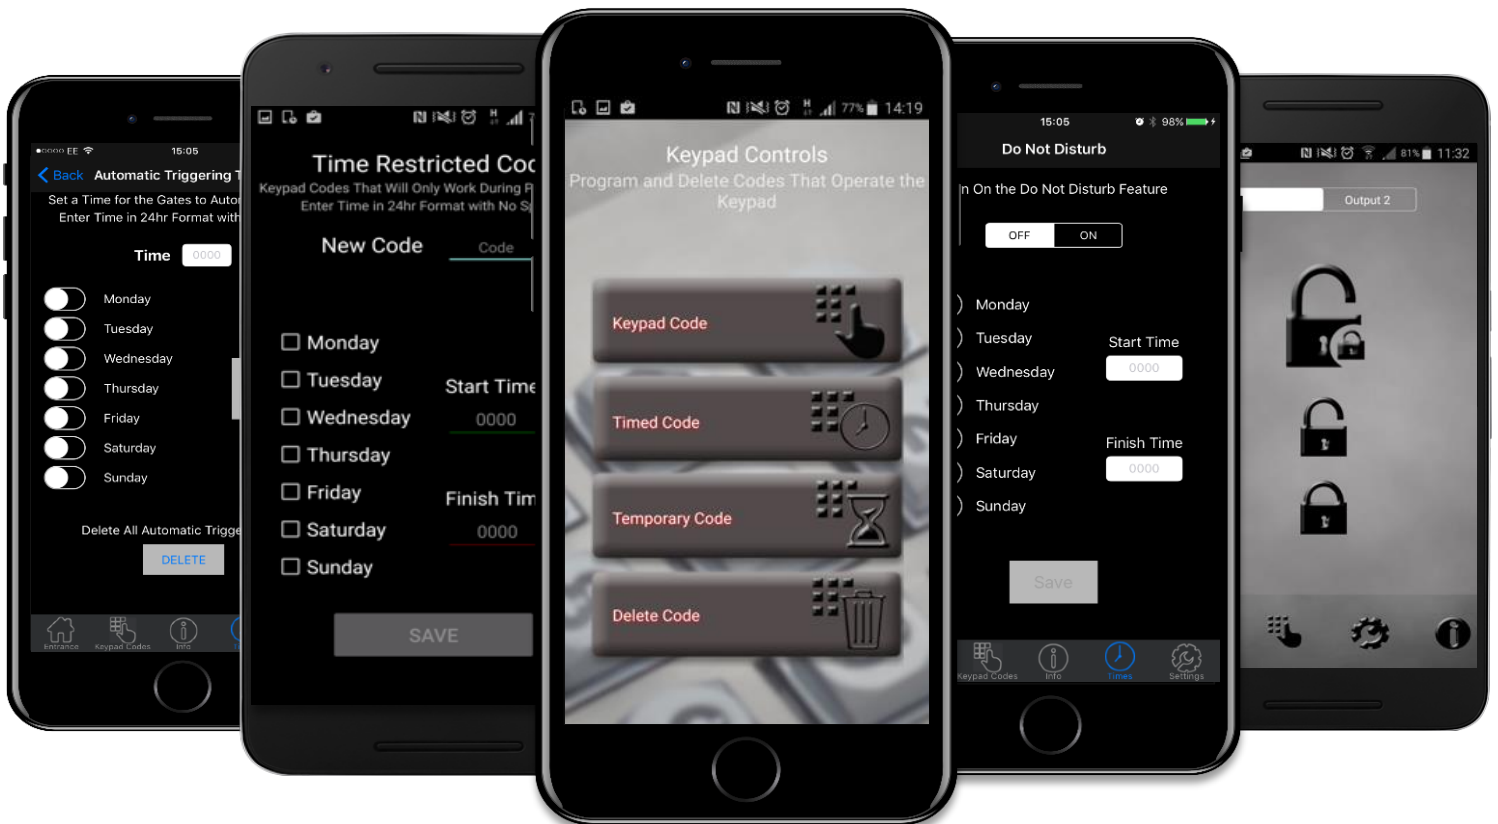 EE
15:05
Back
Automatic Triggering T
Set a Time for the Gates to Autor
Enter Time in 24hr Format with
Time
0000
Monday
Tuesday
Wednesday
Thursday
Friday
Saturday
Sunday
Delete All Automatic Trigge
DELETE
Entrance
Keypad Codes
Info
Time Restricted Cod
Keypad Codes That Will Only Work During P
Enter Time in 24hr Format with No Sp
New Code
Code
Monday
Tuesday
Wednesday
Thursday
Friday
Saturday
Sunday
Start Time
0000
Finish Tim
0000
SAVE
77%
14:19
Keypad Controls
Program and Delete Codes That Operate the
Keypad
Keypad Code
Timed Code
Temporary Code
Delete Code
15:05
98%
Do Not Disturb
n On the Do Not Disturb Feature
OFF
ON
Monday
Tuesday
Wednesday
Thursday
Friday
Saturday
Sunday
Start Time
0000
Finish Time
0000
Save
Keypad Codes
Info
Times
Settings
81%
11:32
Output 2